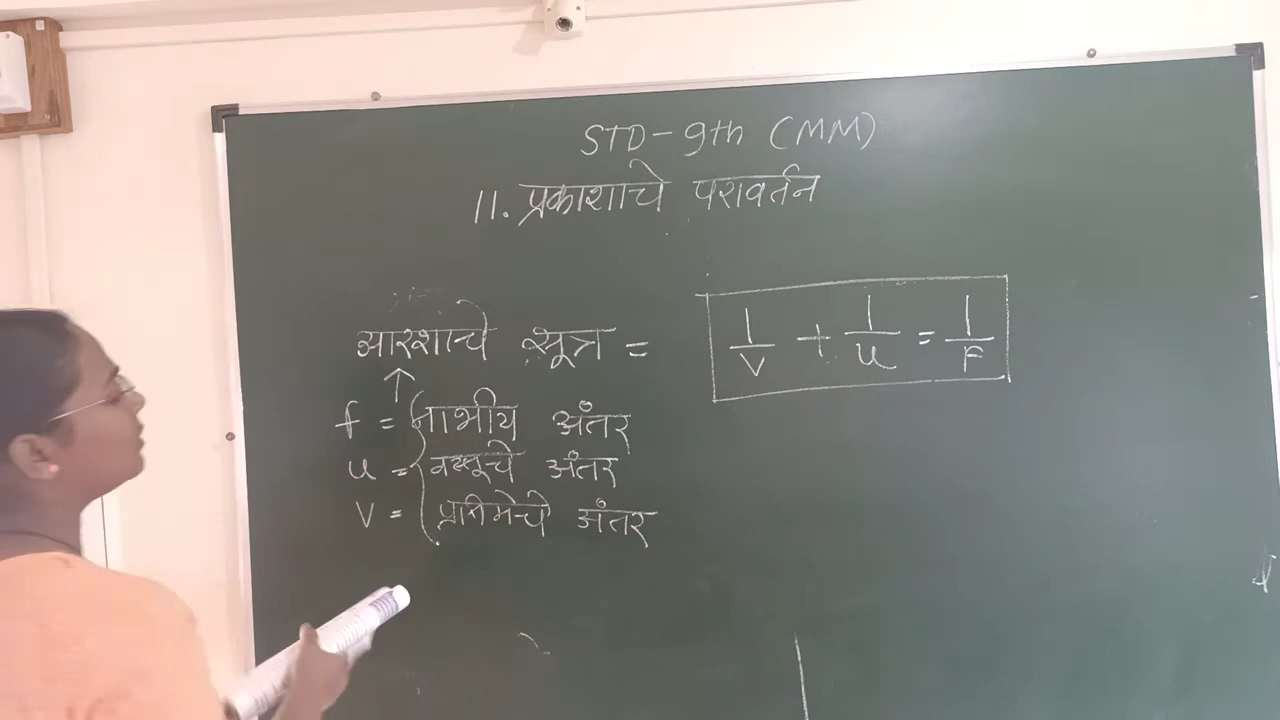 STD-9th (MM)
11. प्रकाशाचे परावर्तन
आरशाचे सूत्र = 1/v + 1/u = 1/F
f = नाभीय अंतर
u = वस्तूचे अंतर
v = प्रतिमेचे अंतर